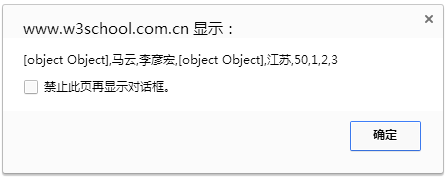 www.w3school.com.cn 显示：
[object Object],马云,李彦宏,[object Object],江苏,50,1,2,3
禁止此页再显示对话框。
确定